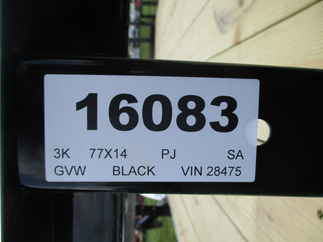 16083
3K 77X14 PJ SA
GVW BLACK VIN 28475